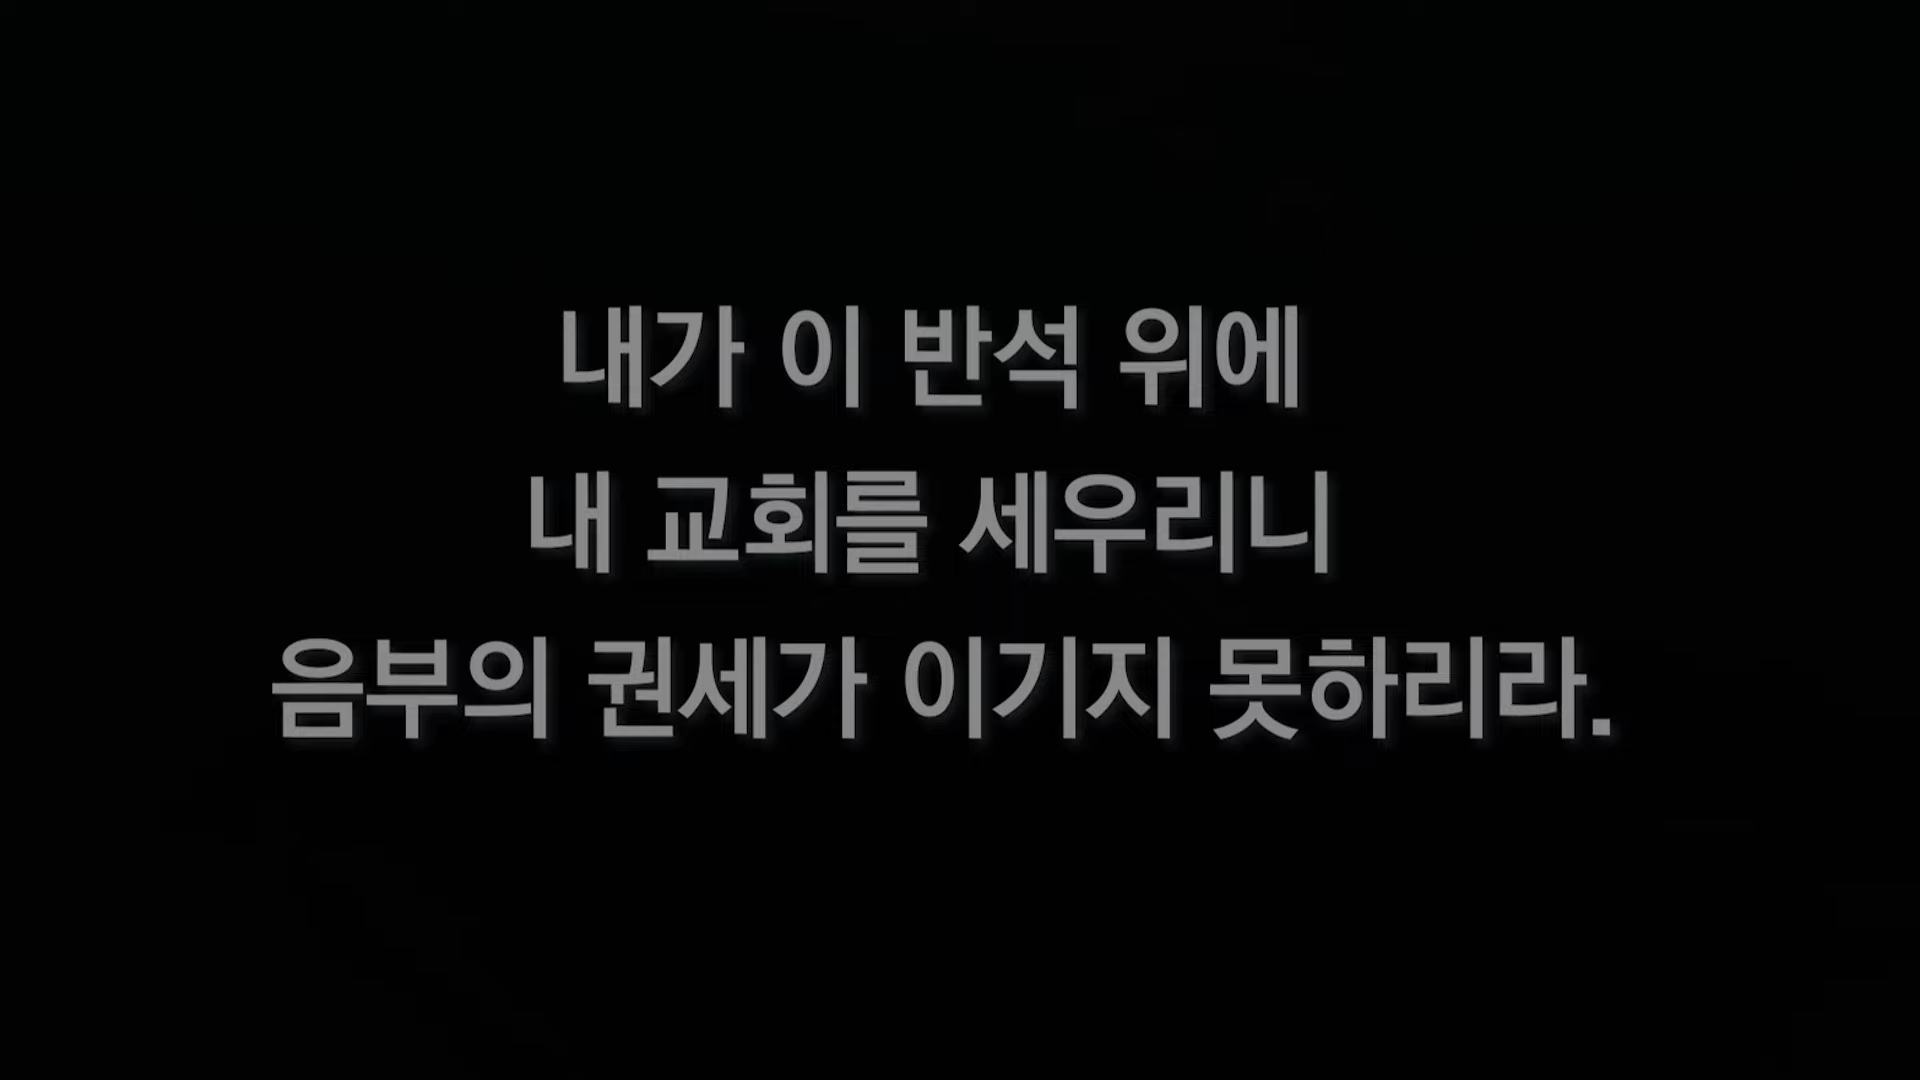 내가 이 반석 위에
내 교회를 세우리니
음부의 권세가 이기지 못하리라.